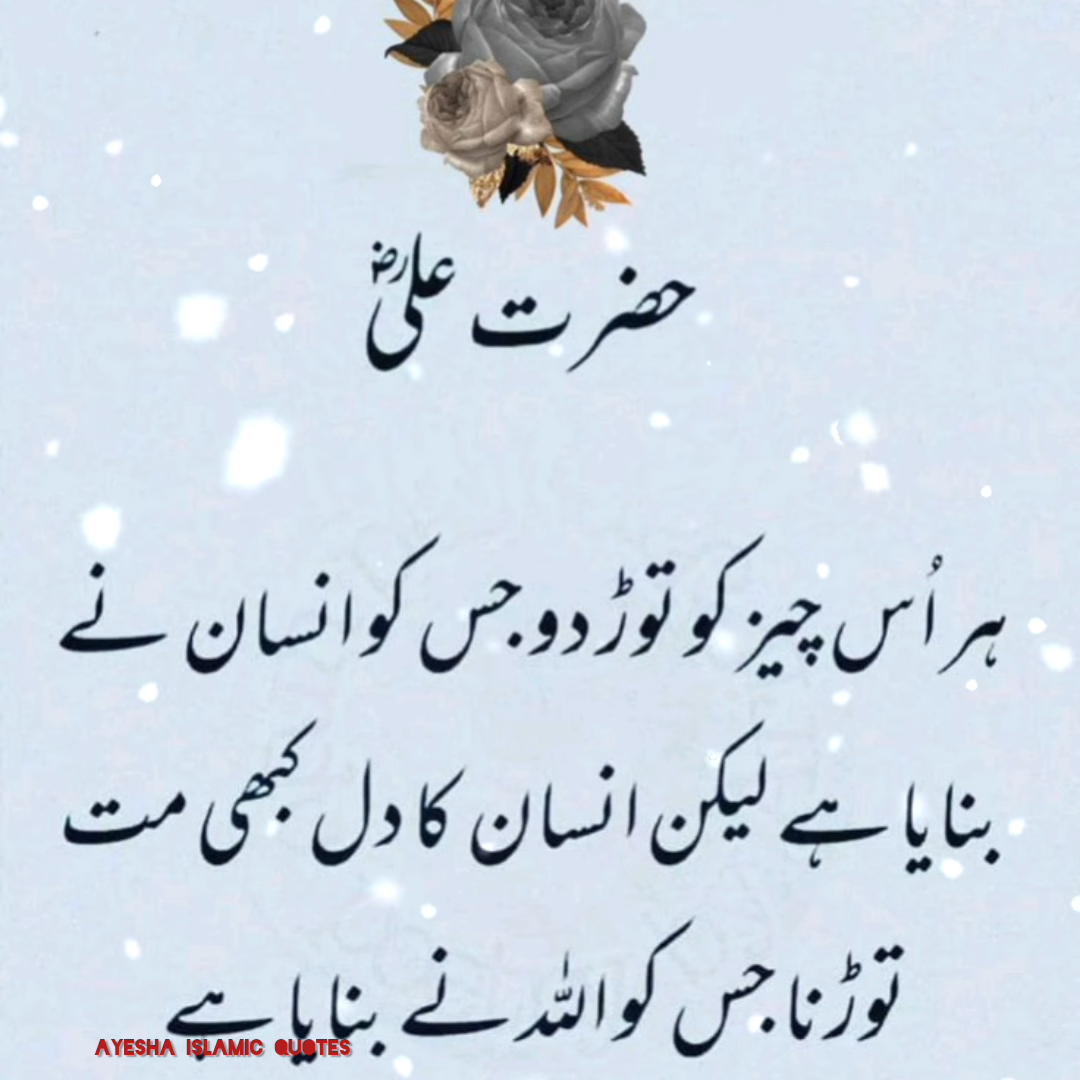 حضرت علیؓ
ہر اُس چیز کو توڑ دو جس کو انسان نے
بنایا ہے لیکن انسان کا دل کبھی مت
توڑنا جس کو اللہ نے بنایا ہے
AYESHA ISLAMIC QUOTES